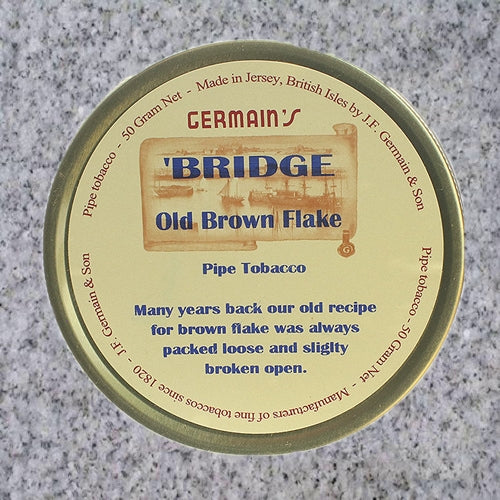 Pipe tobacco - 50 Gram Net - Made in Jersey, British Isles by J.F. Germain & Son
GERMAIN'S
'BRIDGE
Old Brown Flake
Pipe Tobacco
Many years back our old recipe
for brown flake was always
packed loose and sliglty
broken open.
Pipe tobacco - 50 Gram Net - Manufacturers of fine tobaccos since 1820 - J.F. Germain & Son